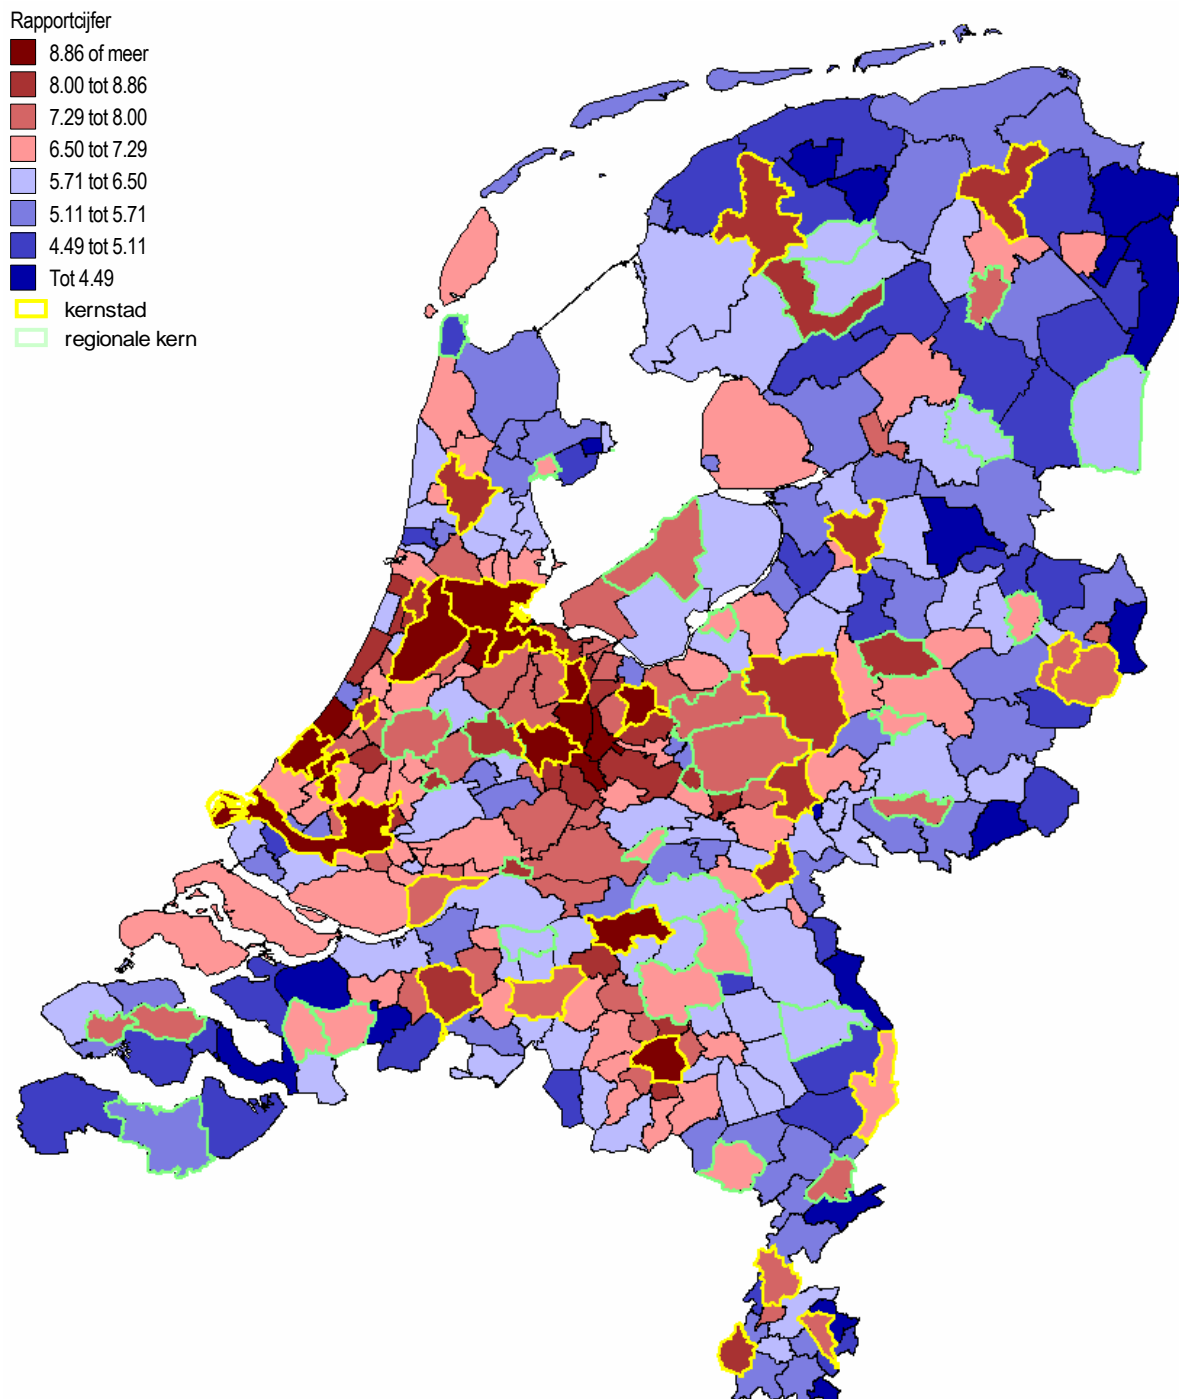 Rapportcijfer
8.86 of meer
8.00 tot 8.86
7.29 tot 8.00
6.50 tot 7.29
5.71 tot 6.50
5.11 tot 5.71
4.49 tot 5.11
Tot 4.49
kernstad
regionale kern